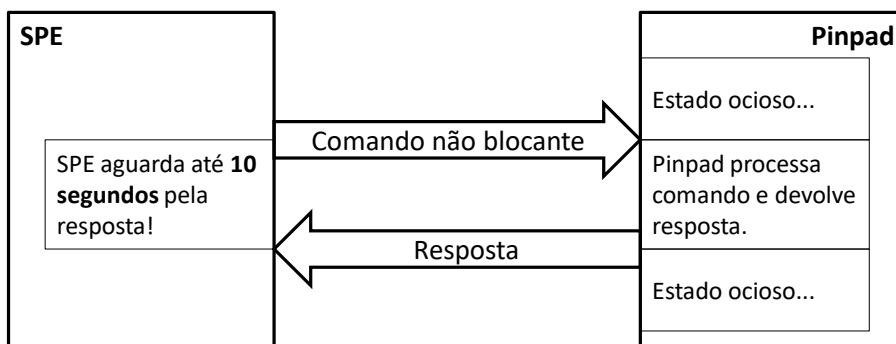 SPE
Pinpad
Estado ocioso...
Comando não blocante
SPE aguarda até 10
segundos pela
resposta!
Pinpad processa
comando e devolve
resposta.
Resposta
Estado ocioso...